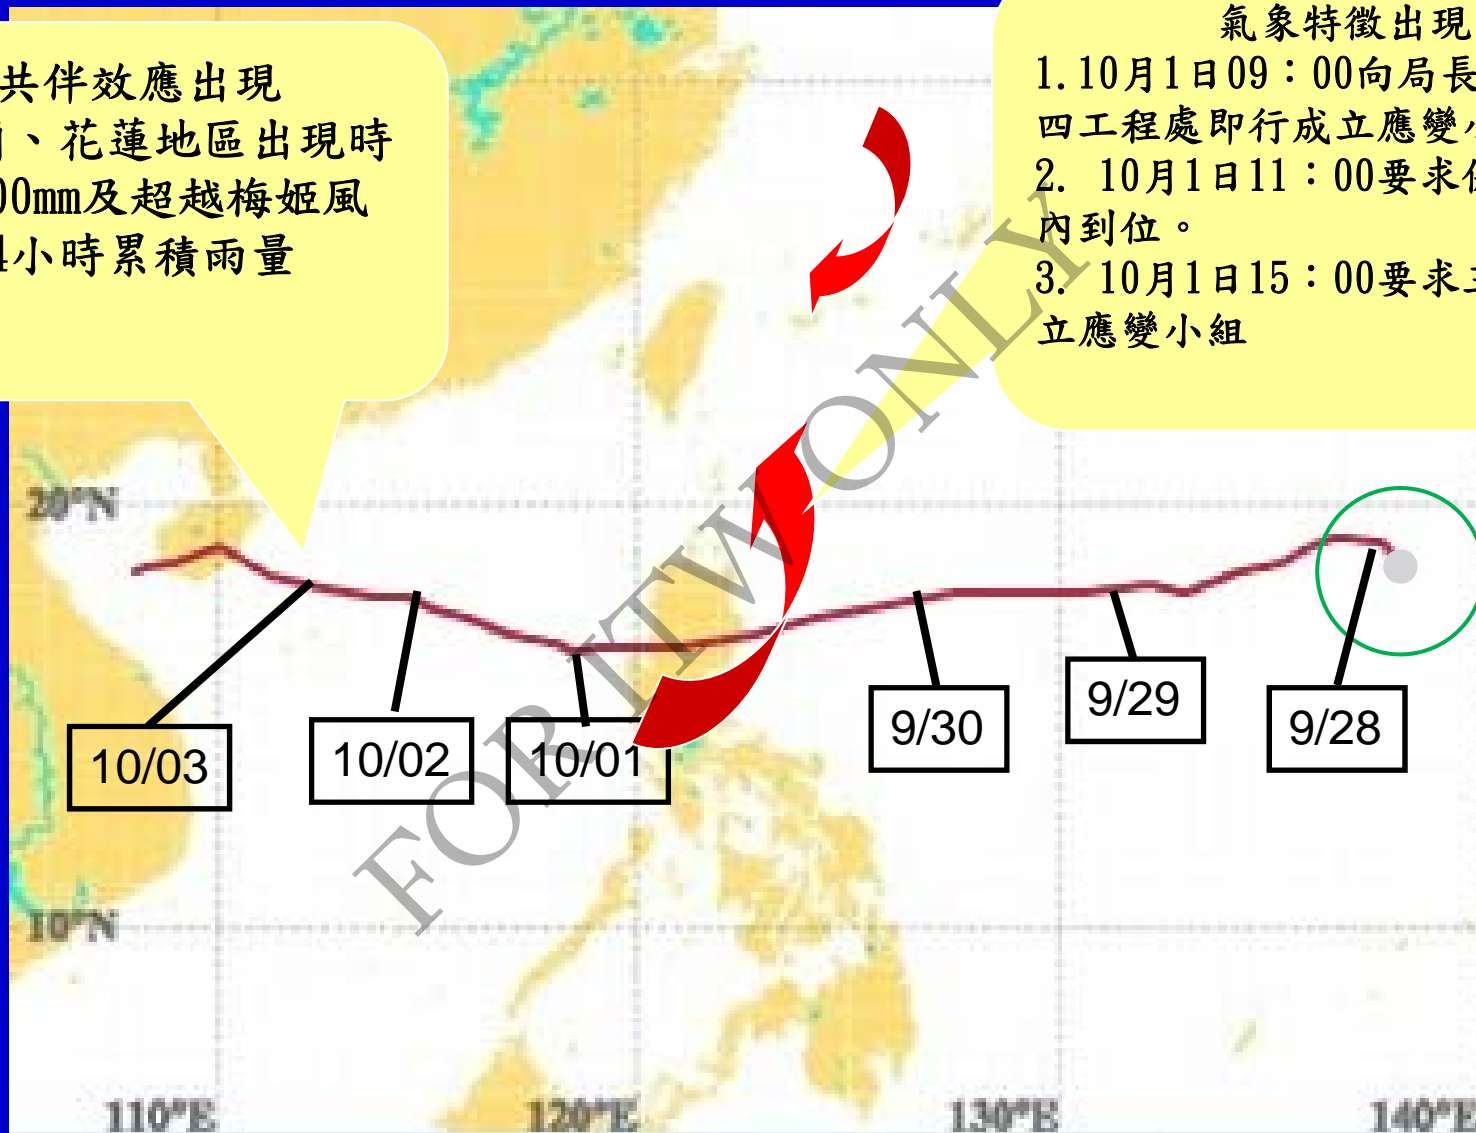 共伴效應出現
、花蓮地區出現時
00mm及超越梅姬風
4小時累積雨量
氣象特徵出現
1.10月1日09：00向局長
四工程處即行成立應變小
2. 10月1日11：00要求
內到位。
3. 10月1日15：00要求
立應變小組
20°N
10°N
110°E
120°E
130°E
140°E
10/03
10/02
10/01
9/30
9/29
9/28
FOR ITW ONLY